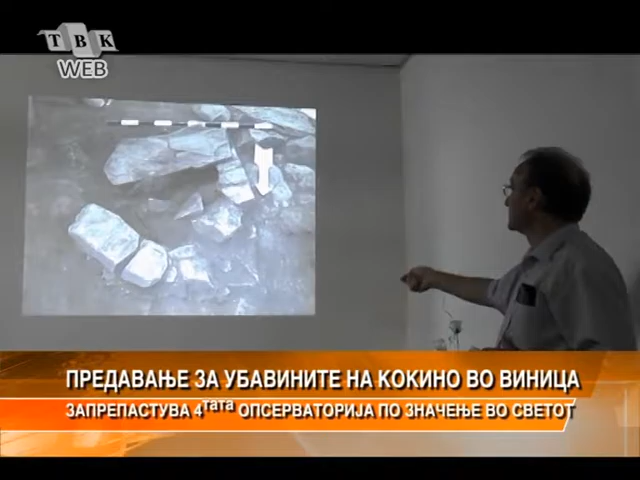 ТВК
WEB
ПРЕДАВАЊЕ ЗА УБАВИНИТЕ НА КОКИНО ВО ВИНИЦА
ЗАПРЕПАСТУВА 4тата ОПСЕРВАТОРИЈА ПО ЗНАЧЕЊЕ ВО СВЕТОТ